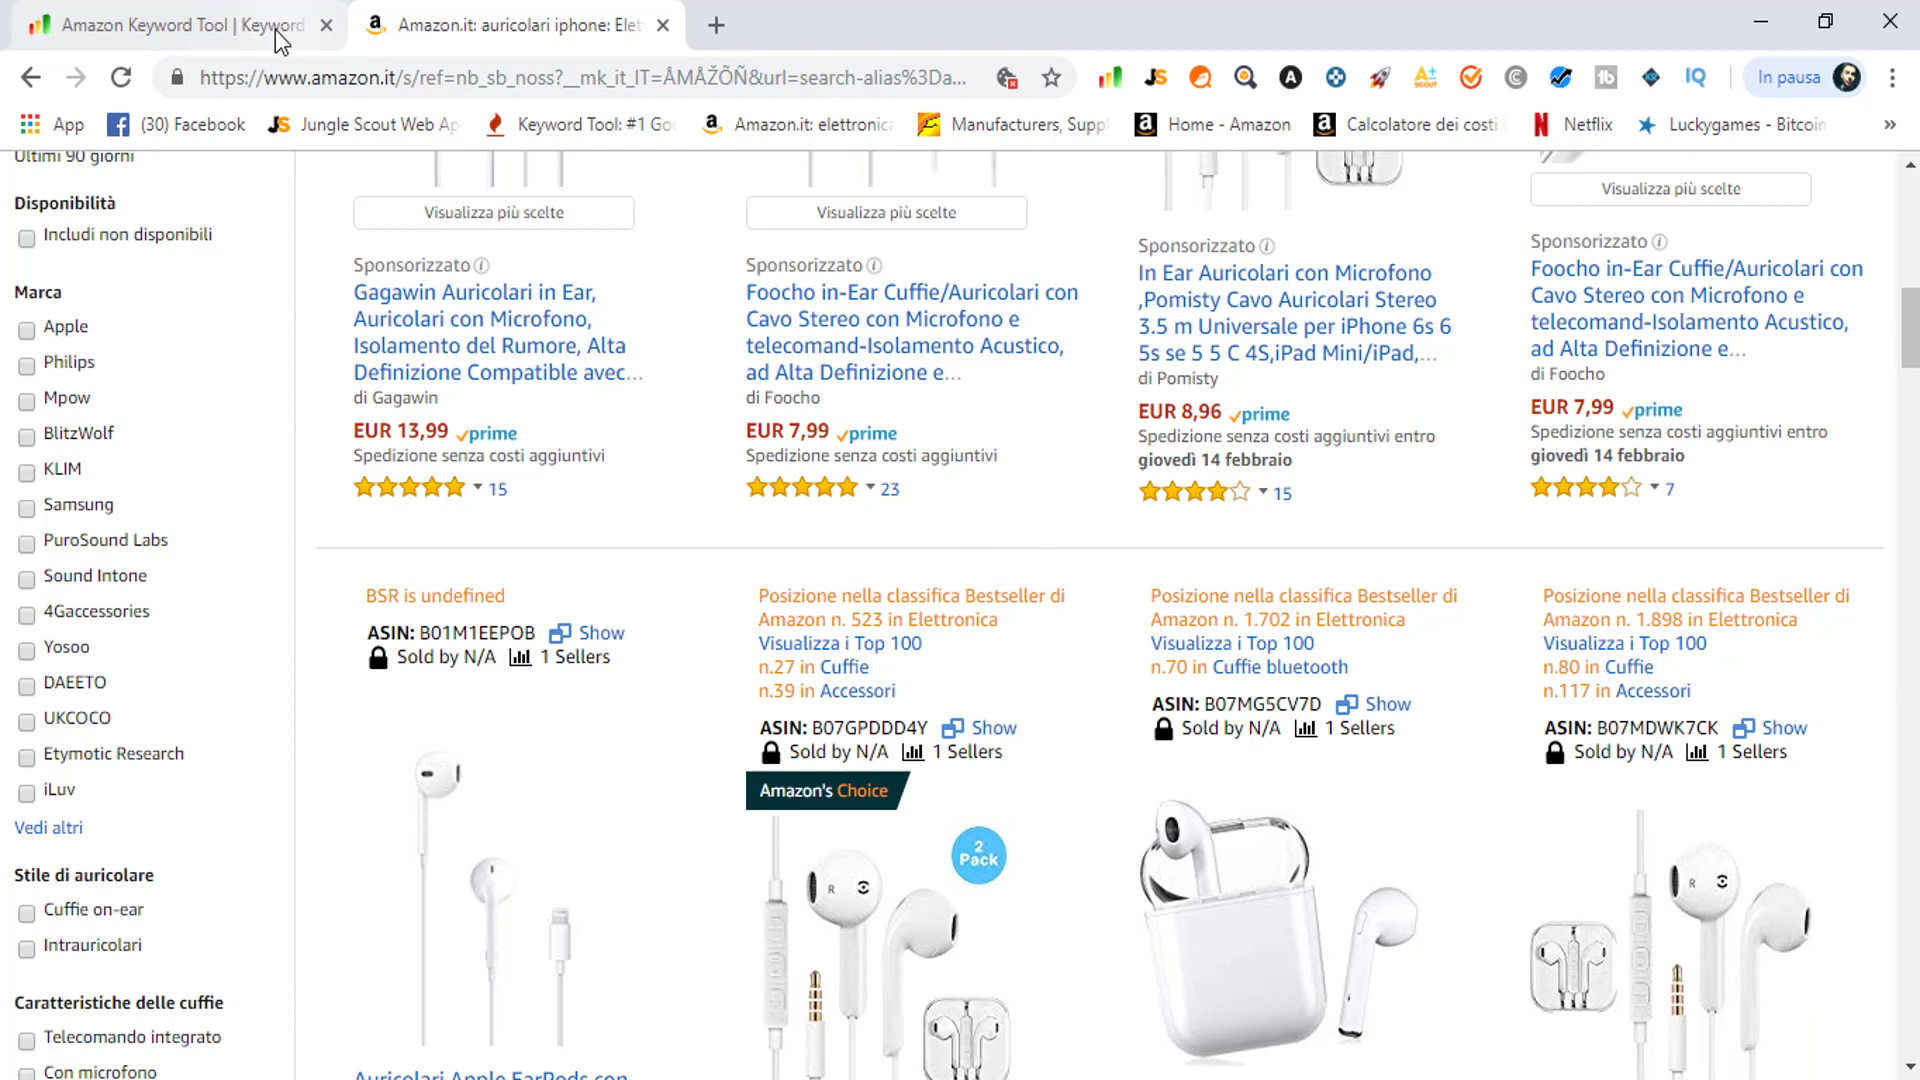 Amazon Keyword Tool | Keyword
Amazon.it: auricolari iphone: Elet
https://www.amazon.it/s/ref=nb_sb_noss?__mk_it_IT=ÅMÅŽÕÑ&url=search-alias%3Da...
In pausa
App
(30) Facebook
Jungle Scout Web Ap
Keyword Tool: #1 Goo
Amazon.it: elettronica
Manufacturers, Suppl
Home - Amazon
Calcolatore dei costi
Netflix
Luckygames - Bitcoin
»
Ultimi 90 giorni
Disponibilità
Includi non disponibili
Marca
Apple
Philips
Mpow
BlitzWolf
KLIM
Samsung
PuroSound Labs
Sound Intone
4Gaccessories
Yosoo
DAEETO
UKCOCO
Etymotic Research
iLuv
Vedi altri
Stile di auricolare
Cuffie on-ear
Intrauricolari
Caratteristiche delle cuffie
Telecomando integrato
Con microfono
Visualizza più scelte
Sponsorizzato
Gagawin Auricolari in Ear,
Auricolari con Microfono,
Isolamento del Rumore, Alta
Definizione Compatible avec...
di Gagawin
EUR 13,99 prime
Spedizione senza costi aggiuntivi
15
Visualizza più scelte
Sponsorizzato
Foocho in-Ear Cuffie/Auricolari con
Cavo Stereo con Microfono e
telecomand-Isolamento Acustico,
ad Alta Definizione e...
di Foocho
EUR 7,99 prime
Spedizione senza costi aggiuntivi
23
Sponsorizzato
In Ear Auricolari con Microfono
,Pomisty Cavo Auricolari Stereo
3.5 m Universale per iPhone 6s 6
5s se 5 5 C 4S,iPad Mini/iPad,...
di Pomisty
EUR 8,96 prime
Spedizione senza costi aggiuntivi entro
giovedì 14 febbraio
15
Visualizza più scelte
Sponsorizzato
Foocho in-Ear Cuffie/Auricolari con
Cavo Stereo con Microfono e
telecomand-Isolamento Acustico,
ad Alta Definizione e...
di Foocho
EUR 7,99 prime
Spedizione senza costi aggiuntivi entro
giovedì 14 febbraio
7
BSR is undefined
ASIN: B01M1EEPOB Show
Sold by N/A 1 Sellers
Auricolari Apple EarPods con
Posizione nella classifica Bestseller di
Amazon n. 523 in Elettronica
Visualizza i Top 100
n.27 in Cuffie
n.39 in Accessori
ASIN: B07GPDDD4Y Show
Sold by N/A 1 Sellers
Amazon's Choice
2
Pack
R
Posizione nella classifica Bestseller di
Amazon n. 1.702 in Elettronica
Visualizza i Top 100
n.70 in Cuffie bluetooth
ASIN: B07MG5CV7D Show
Sold by N/A 1 Sellers
Posizione nella classifica Bestseller di
Amazon n. 1.898 in Elettronica
Visualizza i Top 100
n.80 in Cuffie
n.117 in Accessori
ASIN: B07MDWK7CK Show
Sold by N/A 1 Sellers
R